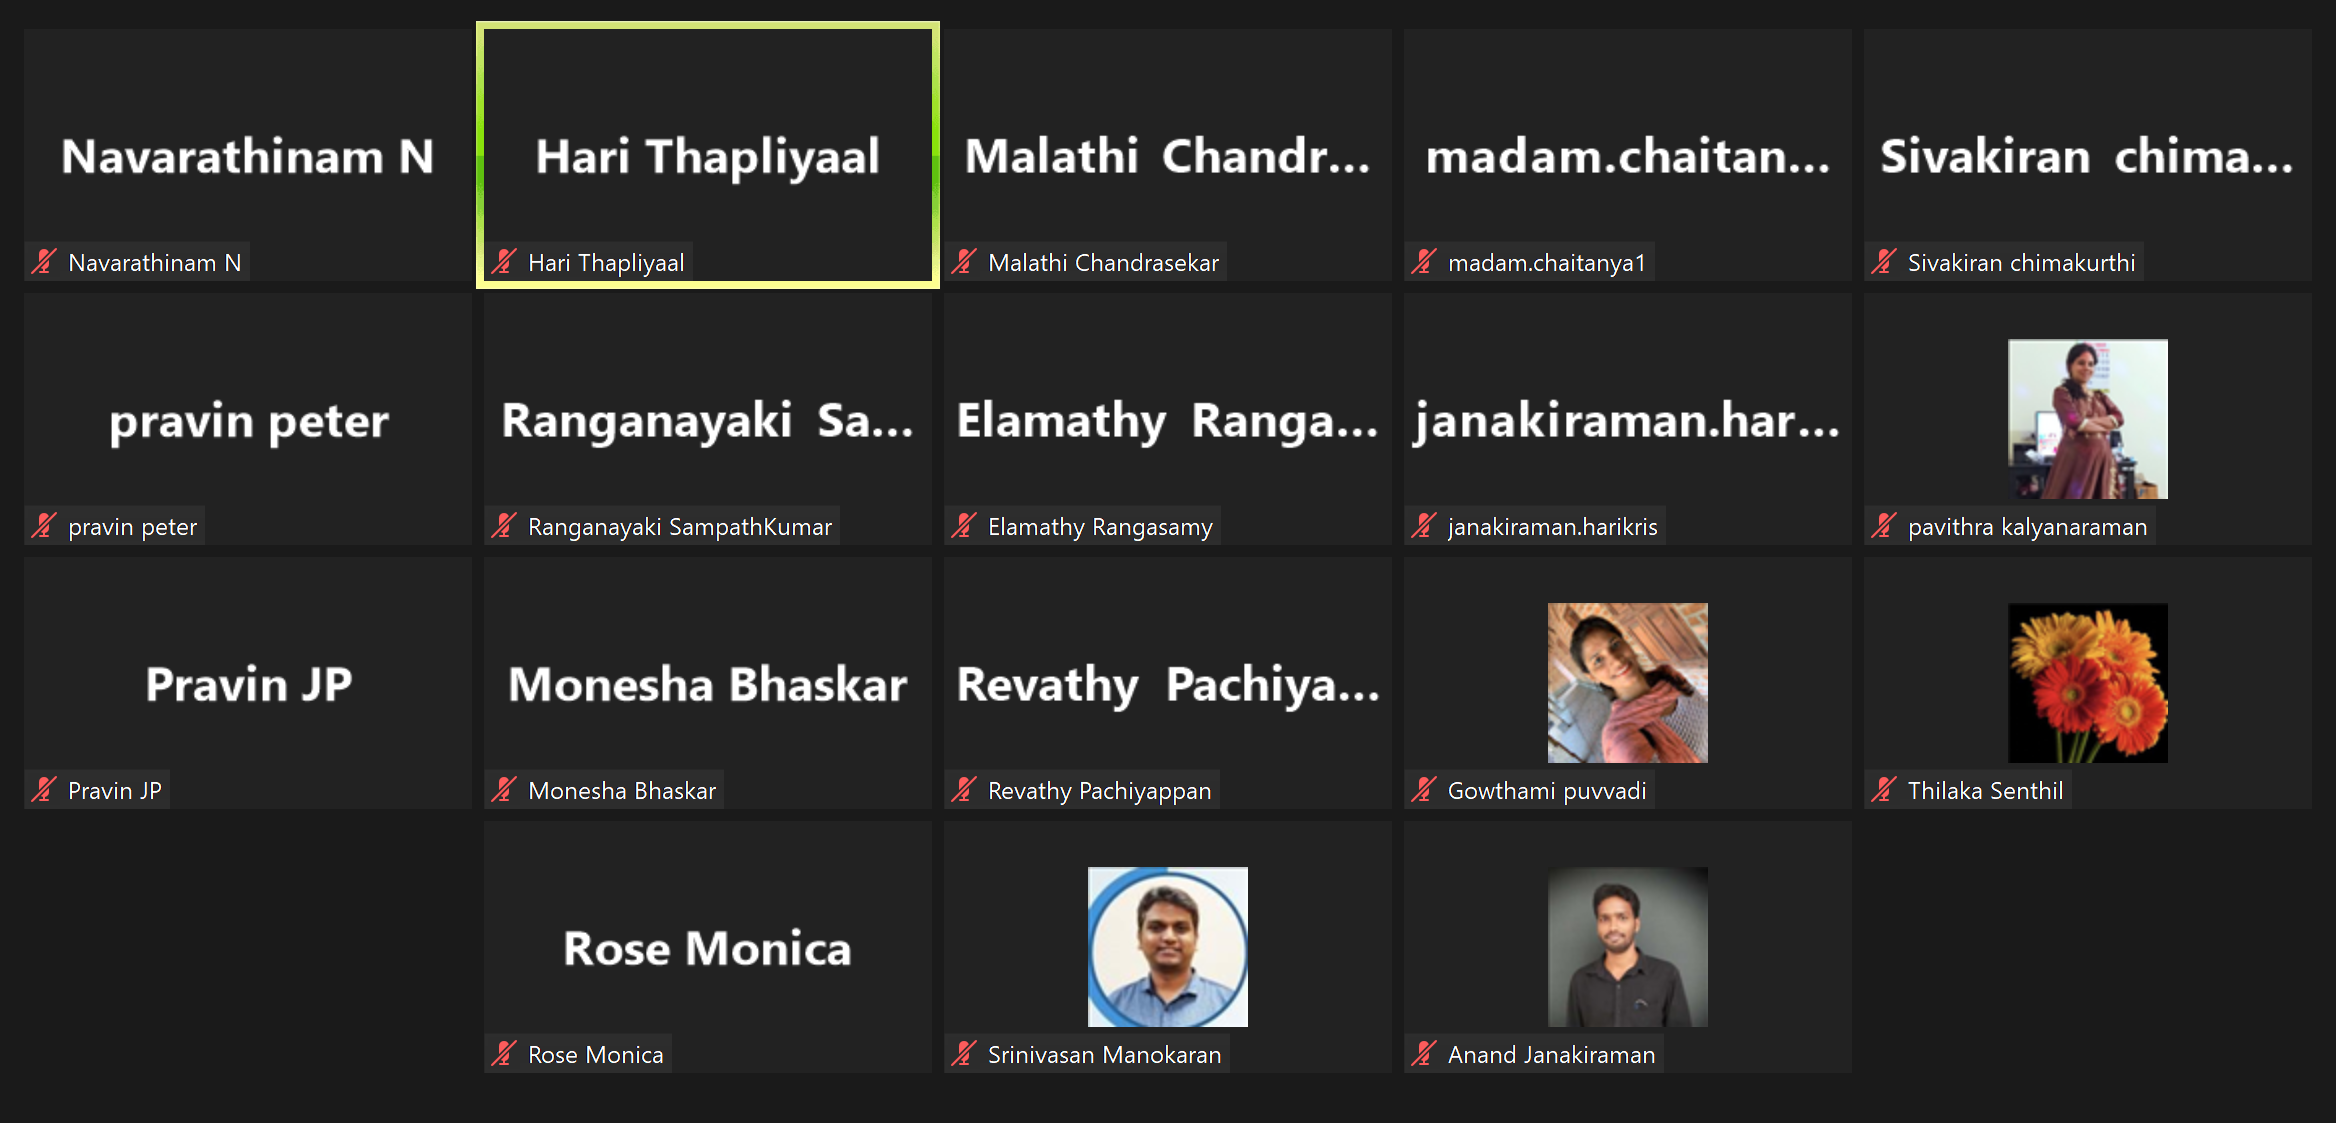 Navarathinam N
Hari Thapliyaal
Malathi Chandr...
madam.chaitan...
Sivakiran chima...
Navarathinam N
Hari Thapliyaal
Malathi Chandrasekar
madam.chaitanya1
Sivakiran chimakurthi
pravin peter
Ranganayaki Sa...
Elamathy Ranga...
janakiraman.har...
pravin peter
Ranganayaki SampathKumar
Elamathy Rangasamy
janakiraman.harikris
pavithra kalyanaraman
Pravin JP
Monesha Bhaskar
Revathy Pachiya...
Pravin JP
Monesha Bhaskar
Revathy Pachiyappan
Gowthami puvvadi
Thilaka Senthil
Rose Monica
Rose Monica
Srinivasan Manokaran
Anand Janakiraman